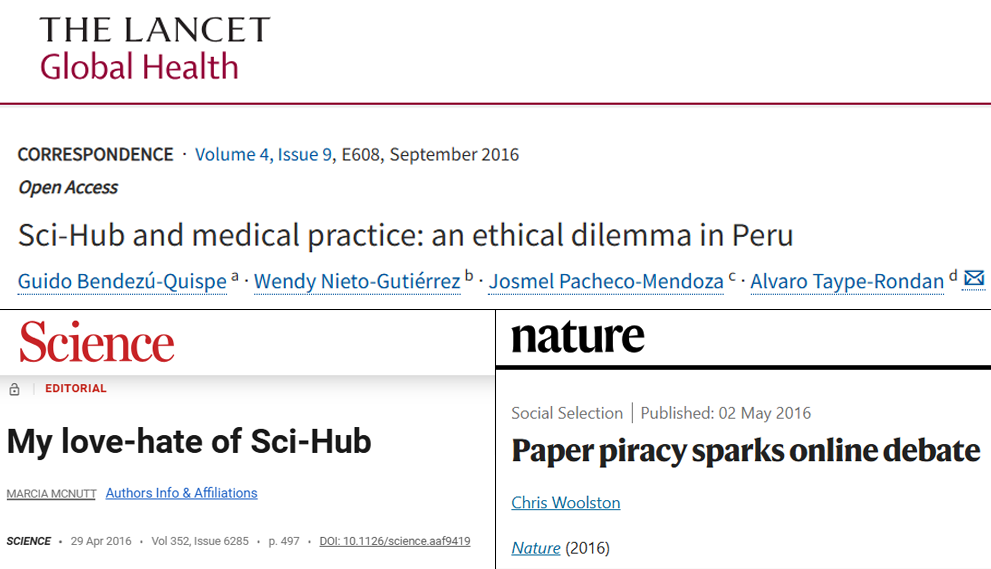 THE LANCET
Global Health
CORRESPONDENCE · Volume 4, Issue 9, E608, September 2016
Open Access
Sci-Hub and medical practice: an ethical dilemma in Peru
Guido Bendezú-Quispe a · Wendy Nieto-Gutiérrez b · Josmel Pacheco-Mendoza c · Alvaro Taype-Rondan d
Science
EDITORIAL
My love-hate of Sci-Hub
MARCIA MCNUTT Authors Info & Affiliations
SCIENCE • 29 Apr 2016 • Vol 352, Issue 6285 • p. 497 • DOI: 10.1126/science.aaf9419
nature
Social Selection | Published: 02 May 2016
Paper piracy sparks online debate
Chris Woolston
Nature (2016)